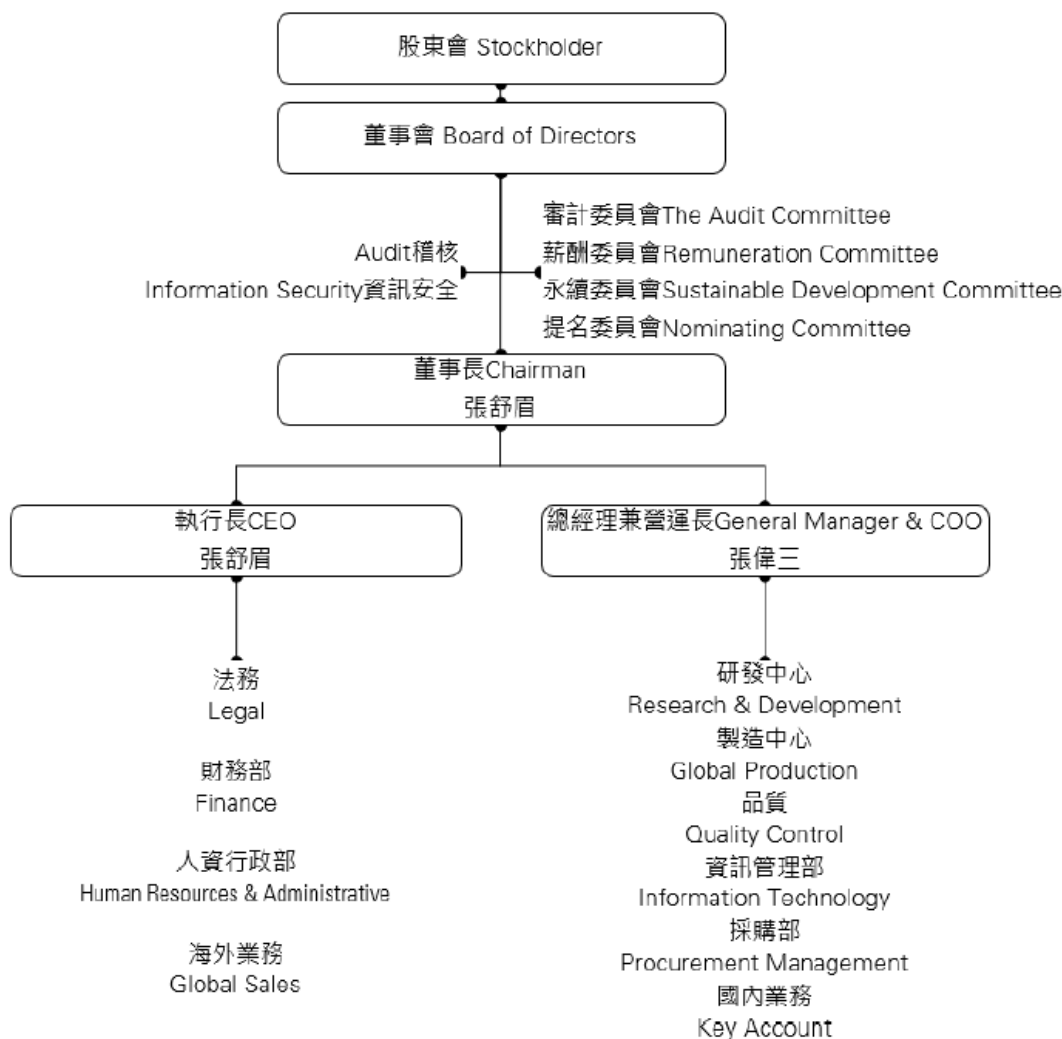 股東會 Stockholder
董事會 Board of Directors
Audit稽核
Information Security資訊安全
審計委員會The Audit Committee
薪酬委員會Remuneration Committee
永續委員會Sustainable Development Committee
提名委員會Nominating Committee
董事長Chairman
張舒眉
執行長CEO
張舒眉
法務
Legal
財務部
Finance
人資行政部
Human Resources & Administrative
海外業務
Global Sales
總經理兼營運長General Manager & COO
張偉三
研發中心
Research & Development
製造中心
Global Production
品質
Quality Control
資訊管理部
Information Technology
採購部
Procurement Management
國內業務
Key Account